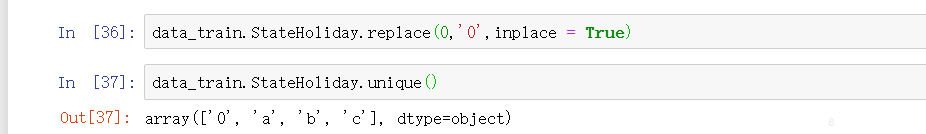 In [36]: data_train.StateHoliday.replace(0,'0',inplace = True)
In [37]: data_train.StateHoliday.unique()
Out[37]: array(['0', 'a', 'b', 'c'], dtype=object)